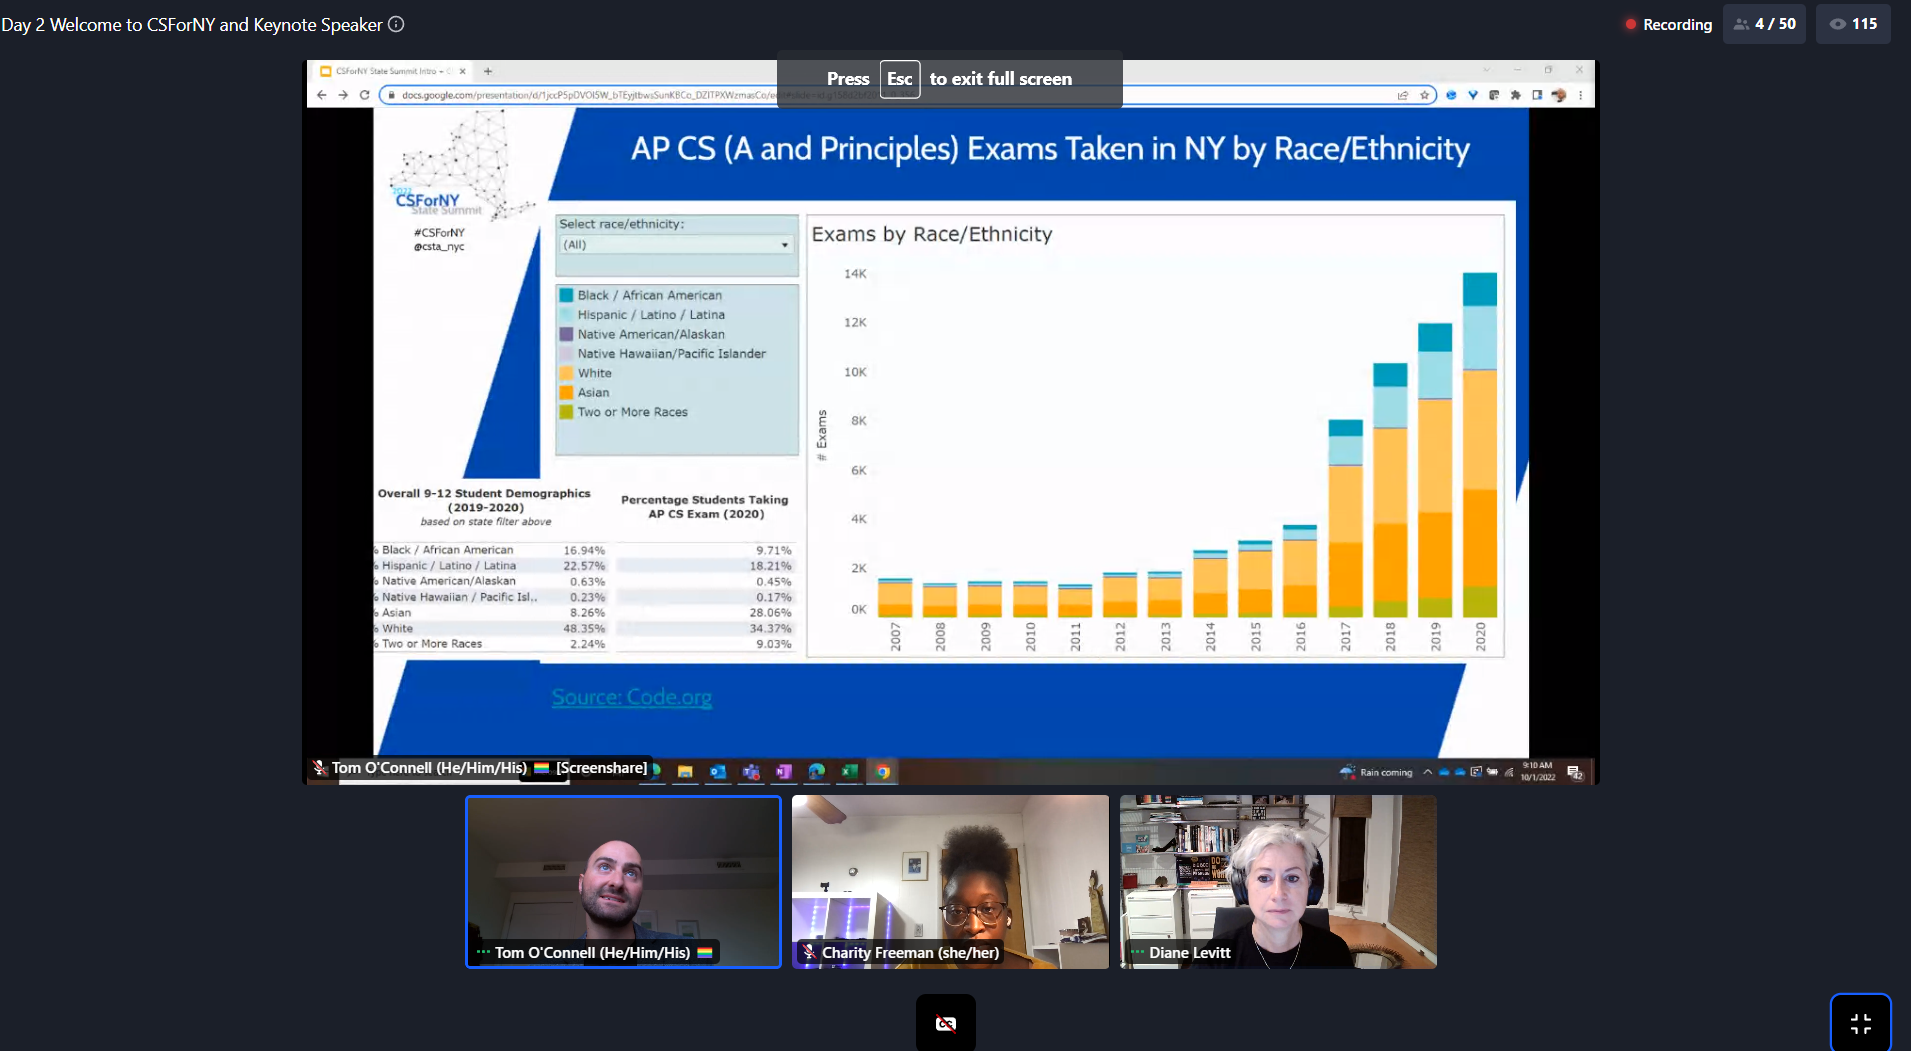 Day 2 Welcome to CSForNY and Keynote Speaker
Recording
4 / 50
115
CSForNY State Summit Intro
Press Esc to exit full screen
2022
CSForNY
State Summit
#CSForNY
@csta_nyc
AP CS (A and Principles) Exams Taken in NY by Race/Ethnicity
Select race/ethnicity:
(All)
Black / African American
Hispanic / Latino / Latina
Native American/Alaskan
Native Hawaiian/Pacific Islander
White
Asian
Two or More Races
Overall 9-12 Student Demographics
(2019-2020)
based on state filter above
Percentage Students Taking
AP CS Exam (2020)
% Black / African American 16.94% 9.71%
% Hispanic / Latino / Latina 22.57% 18.21%
% Native American/Alaskan 0.63% 0.45%
% Native Hawaiian / Pacific Isl.. 0.23% 0.17%
% Asian 8.26% 28.06%
% White 48.35% 34.37%
% Two or More Races 2.24% 9.03%
Exams by Race/Ethnicity
# Exams
14K
12K
10K
8K
6K
4K
2K
0K
2007 2008 2009 2010 2011 2012 2013 2014 2015 2016 2017 2018 2019 2020
Source: Code.org
Tom O'Connell (He/Him/His) [Screenshare]
Rain coming
9:10 AM
10/1/2022
42
Tom O'Connell (He/Him/His)
Charity Freeman (she/her)
Diane Levitt
CC